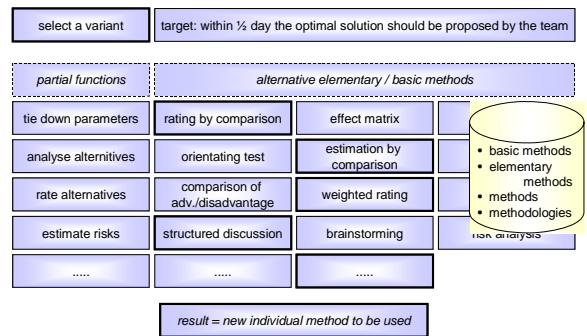 select a variant
target: within ½ day the optimal solution should be proposed by the team
partial functions
alternative elementary / basic methods
tie down parameters
rating by comparison
effect matrix
analyse alternitives
orientating test
estimation by
comparison
rate alternatives
comparison of
adv./disadvantage
weighted rating
estimate risks
structured discussion
brainstorming
risk analysis
.....
.....
.....
• basic methods
• elementary
methods
• methods
• methodologies
result = new individual method to be used